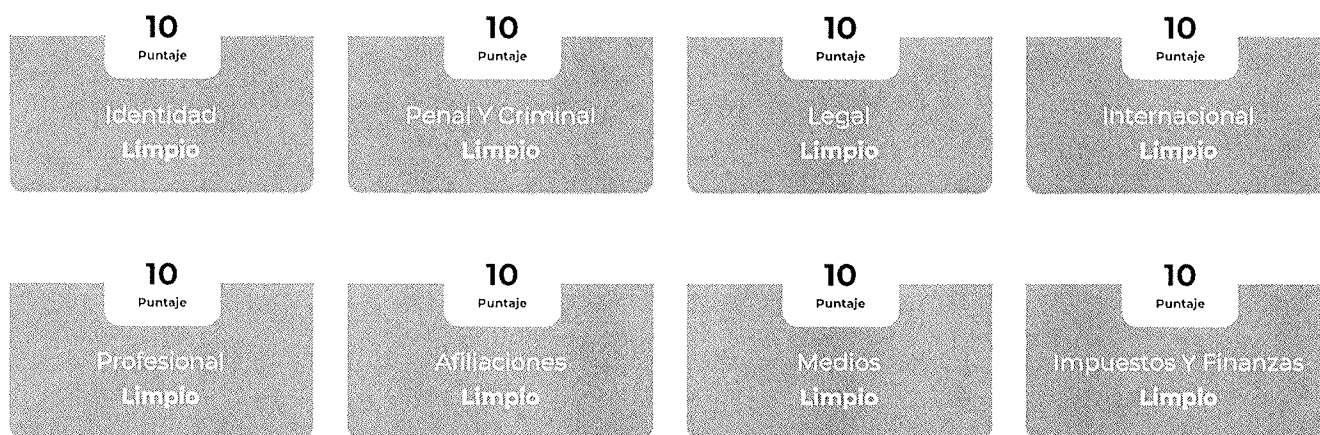 10
Puntaje
Identidad
Limpio
10
Puntaje
Penal Y Criminal
Limpio
10
Puntaje
Legal
Limpio
10
Puntaje
Internacional
Limpio
10
Puntaje
Profesional
Limpio
10
Puntaje
Afiliaciones
Limpio
10
Puntaje
Medios
Limpio
10
Puntaje
Impuestos Y Finanzas
Limpio